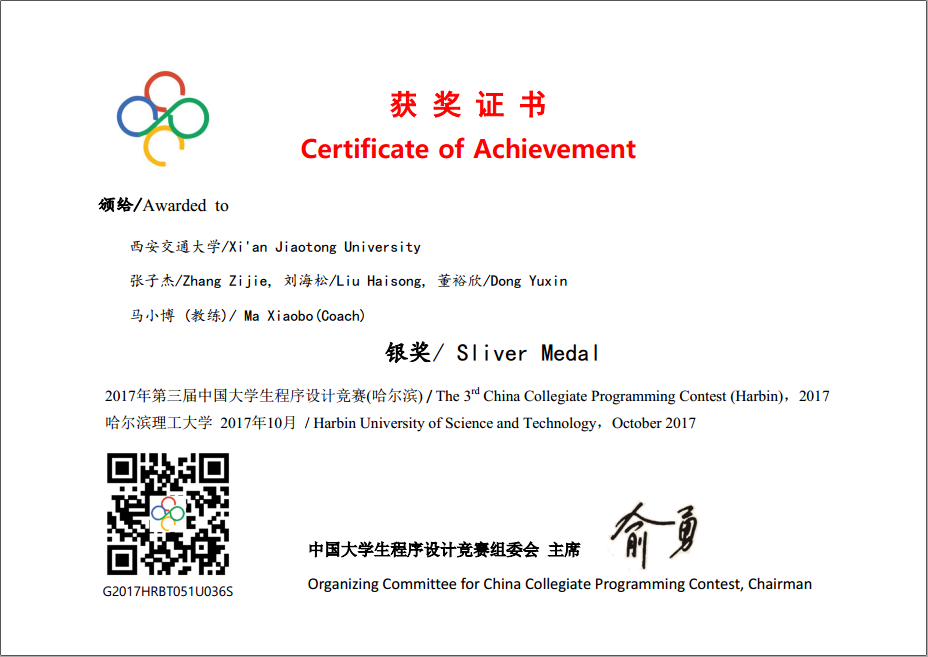 获 奖 证 书
Certificate of Achievement
颁给/Awarded to
西安交通大学/Xi'an Jiaotong University
张子杰/Zhang Zijie, 刘海松/Liu Haisong, 董裕欣/Dong Yuxin
马小博 (教练)/ Ma Xiaobo(Coach)
银奖/ Sliver Medal
2017年第三届中国大学生程序设计竞赛(哈尔滨) / The 3rd China Collegiate Programming Contest (Harbin)，2017
哈尔滨理工大学 2017年10月 / Harbin University of Science and Technology，October 2017
俞勇
中国大学生程序设计竞赛组委会 主席
Organizing Committee for China Collegiate Programming Contest, Chairman
G2017HRBT051U036S